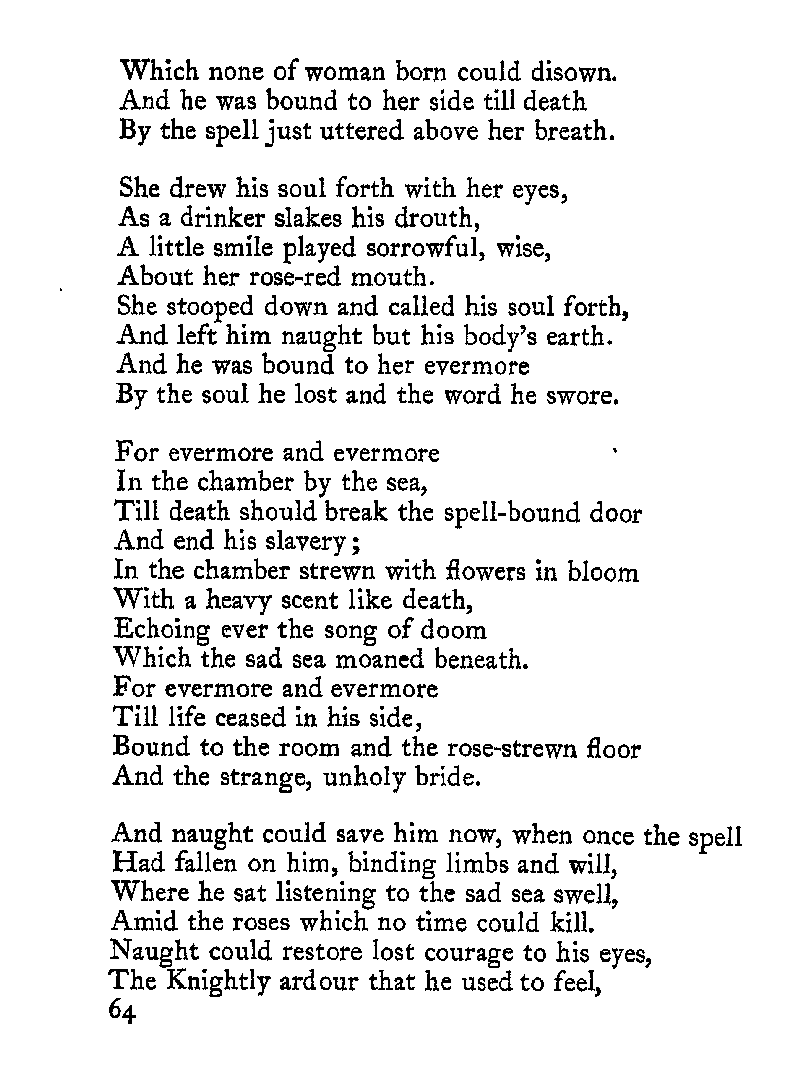 Which none of woman born could disown.
And he was bound to her side till death
By the spell just uttered above her breath.

She drew his soul forth with her eyes,
As a drinker slakes his drouth,
A little smile played sorrowful, wise,
About her rose-red mouth.
She stooped down and called his soul forth,
And left him naught but his body's earth.
And he was bound to her evermore
By the soul he lost and the word he swore.

For evermore and evermore
In the chamber by the sea,
Till death should break the spell-bound door
And end his slavery;
In the chamber strewn with flowers in bloom
With a heavy scent like death,
Echoing ever the song of doom
Which the sad sea moaned beneath.
For evermore and evermore
Till life ceased in his side,
Bound to the room and the rose-strewn floor
And the strange, unholy bride.

And naught could save him now, when once the spell
Had fallen on him, binding limbs and will,
Where he sat listening to the sad sea swell,
Amid the roses which no time could kill.
Naught could restore lost courage to his eyes,
The Knightly ardour that he used to feel,
64